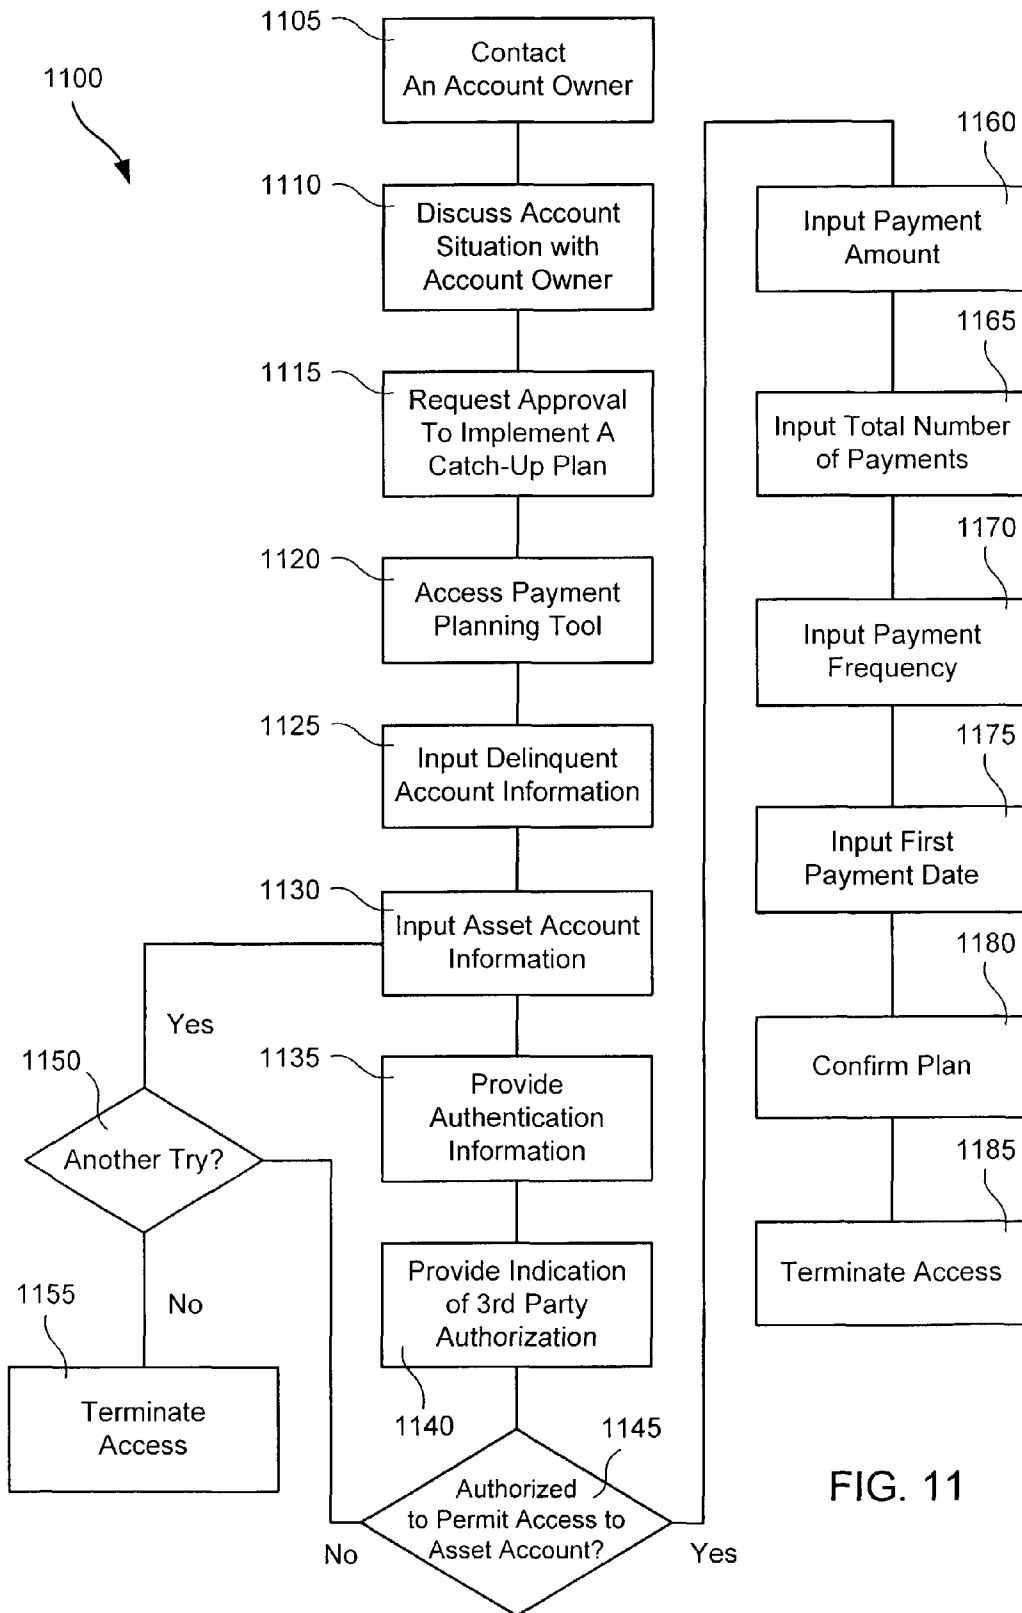 1100
1105
Contact
An Account Owner
1110
Discuss Account
Situation with
Account Owner
1115
Request Approval
To Implement A
Catch-Up Plan
1120
Access Payment
Planning Tool
1125
Input Delinquent
Account Information
1130
Input Asset Account
Information
Yes
1150
Another Try?
No
1155
Terminate
Access
1135
Provide
Authentication
Information
Provide Indication
of 3rd Party
Authorization
1140
1145
Authorized
to Permit Access to
Asset Account?
No
Yes
1160
Input Payment
Amount
1165
Input Total Number
of Payments
1170
Input Payment
Frequency
1175
Input First
Payment Date
1180
Confirm Plan
1185
Terminate Access
FIG. 11